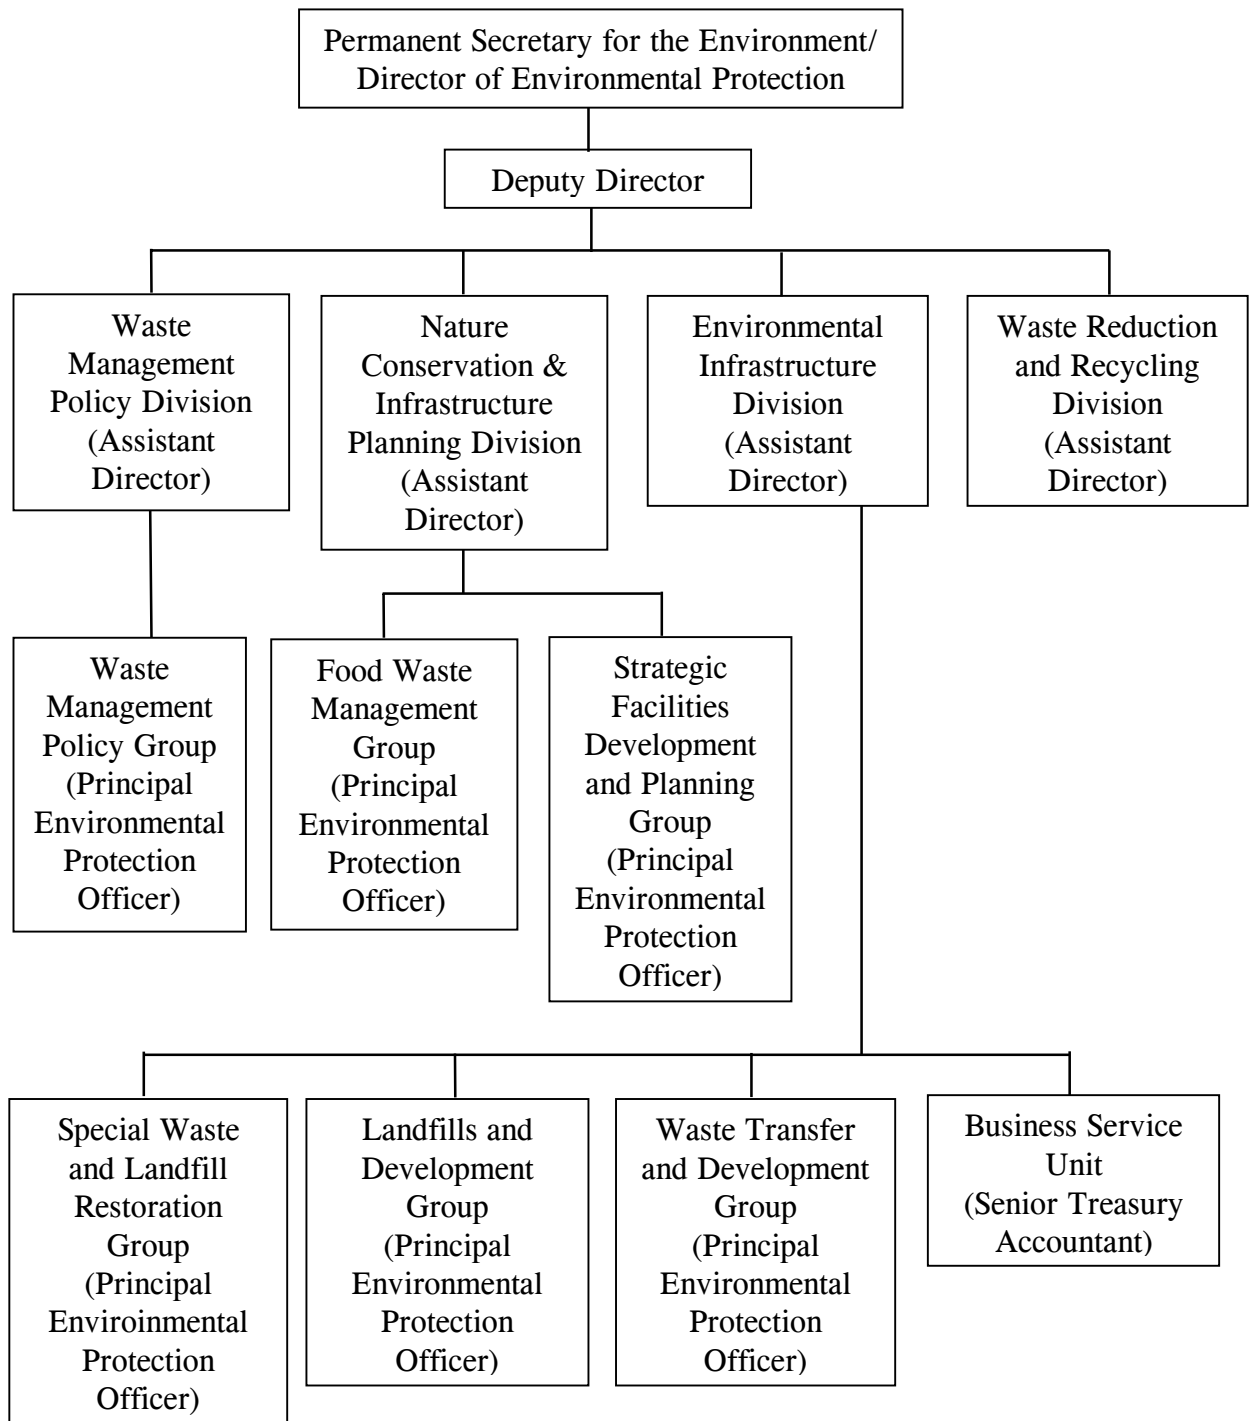 Permanent Secretary for the Environment/
Director of Environmental Protection
Deputy Director
Waste
Management
Policy Division
(Assistant
Director)
Nature
Conservation &
Infrastructure
Planning Division
(Assistant
Director)
Environmental
Infrastructure
Division
(Assistant
Director)
Waste Reduction
and Recycling
Division
(Assistant
Director)
Waste
Management
Policy Group
(Principal
Environmental
Protection
Officer)
Food Waste
Management
Group
(Principal
Environmental
Protection
Officer)
Strategic
Facilities
Development
and Planning
Group
(Principal
Environmental
Protection
Officer)
Special Waste
and Landfill
Restoration
Group
(Principal
Enviroinmental
Protection
Officer)
Landfills and
Development
Group
(Principal
Environmental
Protection
Officer)
Waste Transfer
and Development
Group
(Principal
Environmental
Protection
Officer)
Business Service
Unit
(Senior Treasury
Accountant)